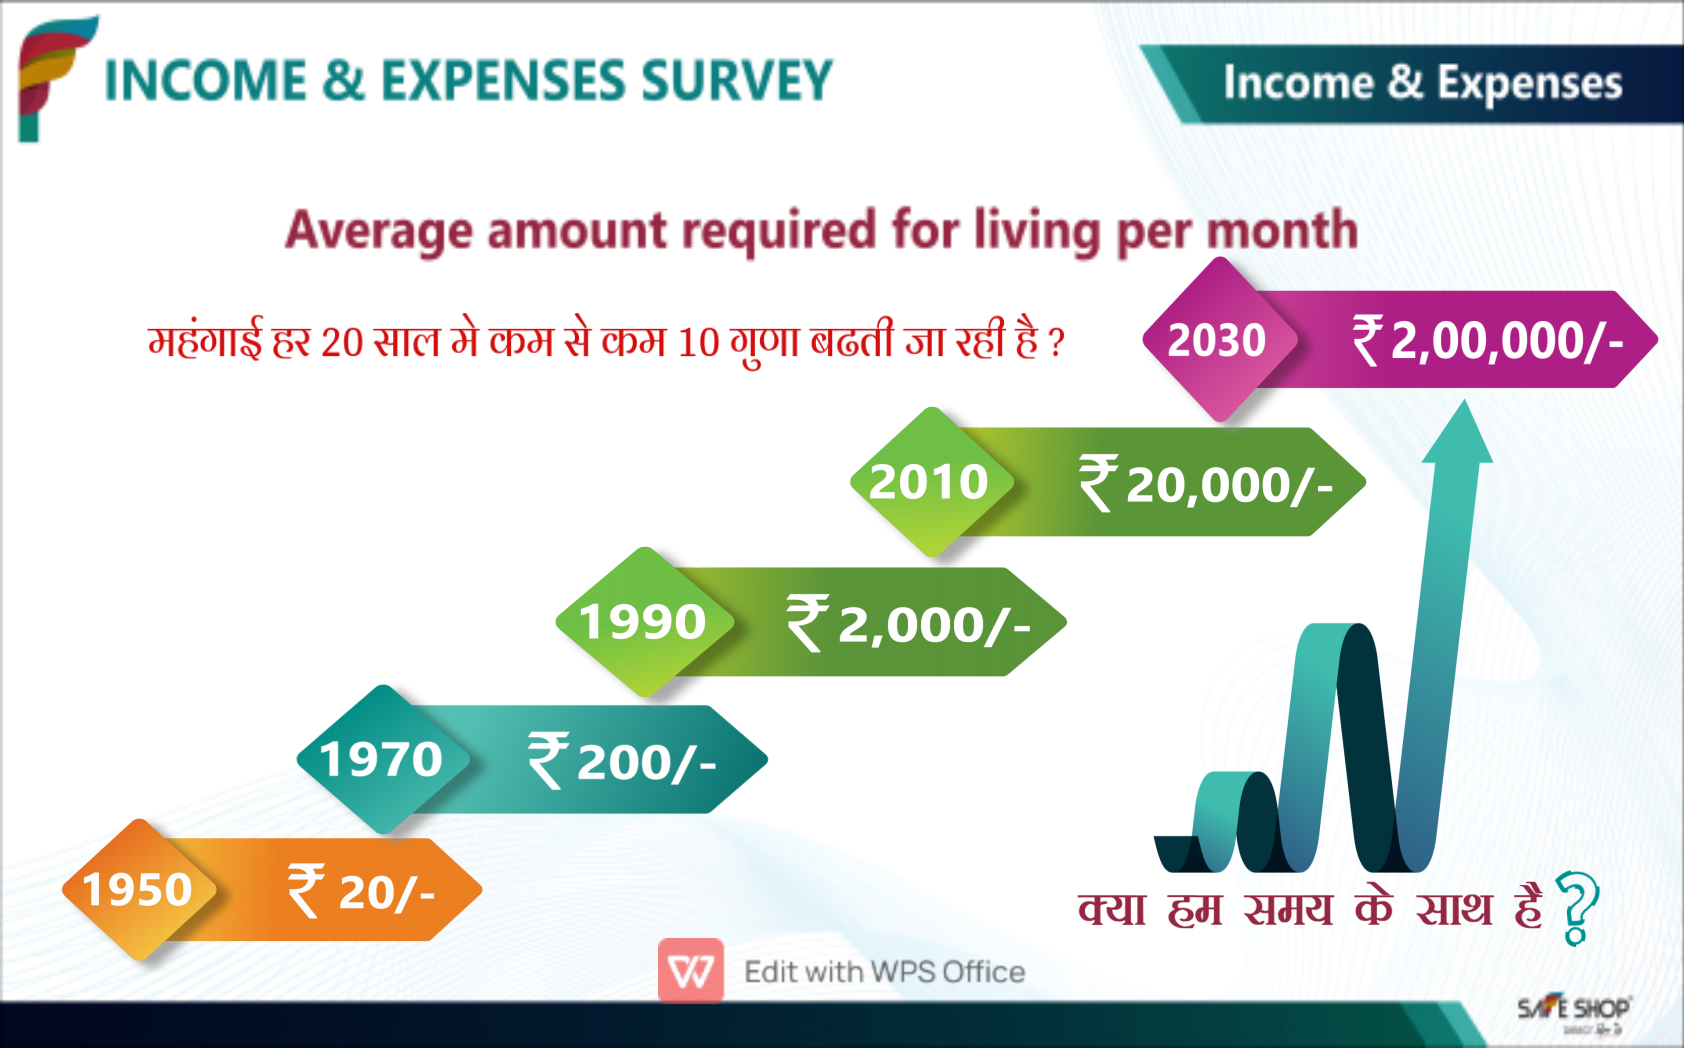 INCOME & EXPENSES SURVEY
Income & Expenses
Average amount required for living per month
महंगाई हर 20 साल मे कम से कम 10 गुणा बढती जा रही है ?
2030 ₹2,00,000/-
2010 ₹20,000/-
1990 ₹2,000/-
1970 ₹200/-
1950 ₹ 20/-
क्या हम समय के साथ है ?
Edit with WPS Office
SAFE SHOP